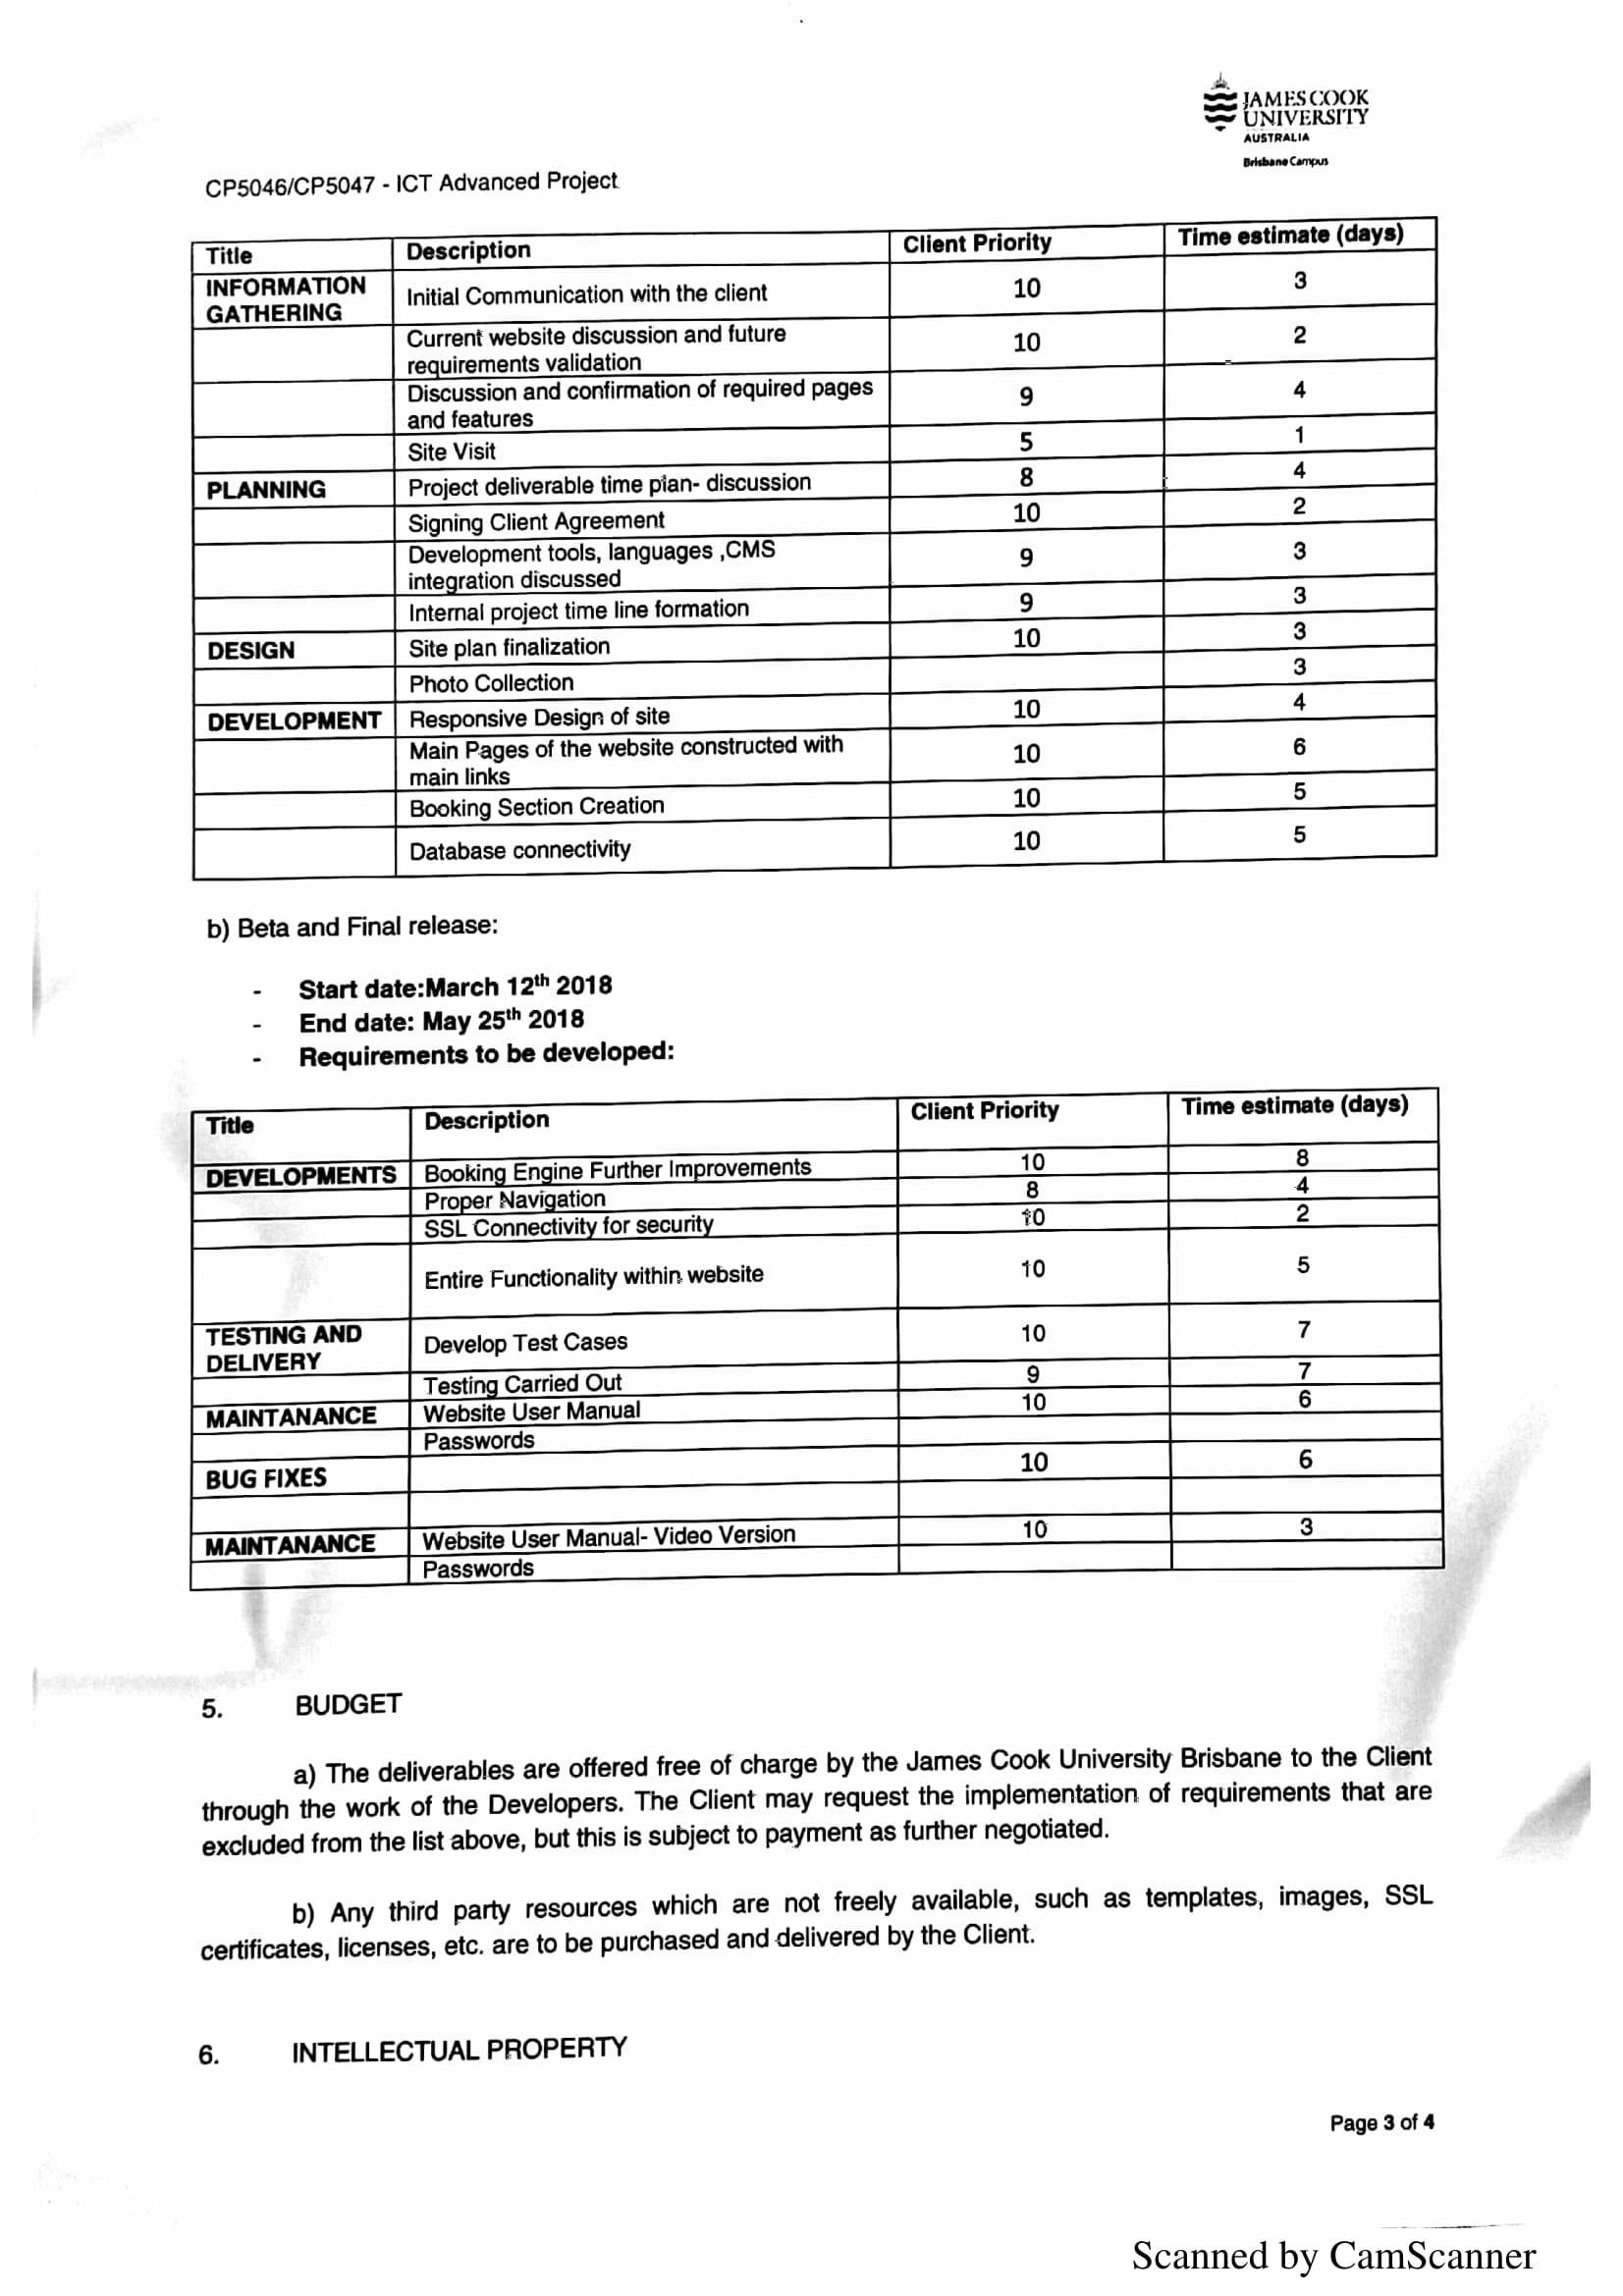 JAMES COOK
UNIVERSITY
AUSTRALIA
Brisbane Campus
CP5046/CP5047 - ICT Advanced Project
Title Description Client Priority Time estimate (days)
INFORMATION
GATHERING Initial Communication with the client 10 3
Current website discussion and future
requirements validation 10 2
Discussion and confirmation of required pages
and features 9 4
Site Visit 5 1
PLANNING Project deliverable time plan- discussion 8 4
Signing Client Agreement 10 2
Development tools, languages ,CMS
integration discussed 9 3
Internal project time line formation 9 3
DESIGN Site plan finalization 10 3
Photo Collection 3
DEVELOPMENT Responsive Design of site 10 4
Main Pages of the website constructed with
main links 10 6
Booking Section Creation 10 5
Database connectivity 10 5
b) Beta and Final release:
- Start date:March 12th 2018
- End date: May 25th 2018
- Requirements to be developed:
Title Description Client Priority Time estimate (days)
DEVELOPMENTS Booking Engine Further Improvements 10 8
Proper Navigation 8 4
SSL Connectivity for security 10 2
Entire Functionality within website 10 5
TESTING AND
DELIVERY Develop Test Cases 10 7
Testing Carried Out 9 7
MAINTANANCE Website User Manual 10 6
Passwords
BUG FIXES 10 6
MAINTANANCE Website User Manual- Video Version 10 3
Passwords
5. BUDGET
a) The deliverables are offered free of charge by the James Cook University Brisbane to the Client
through the work of the Developers. The Client may request the implementation of requirements that are
excluded from the list above, but this is subject to payment as further negotiated.
b) Any third party resources which are not freely available, such as templates, images, SSL
certificates, licenses, etc. are to be purchased and delivered by the Client.
6. INTELLECTUAL PROPERTY
Page 3 of 4
Scanned by CamScanner